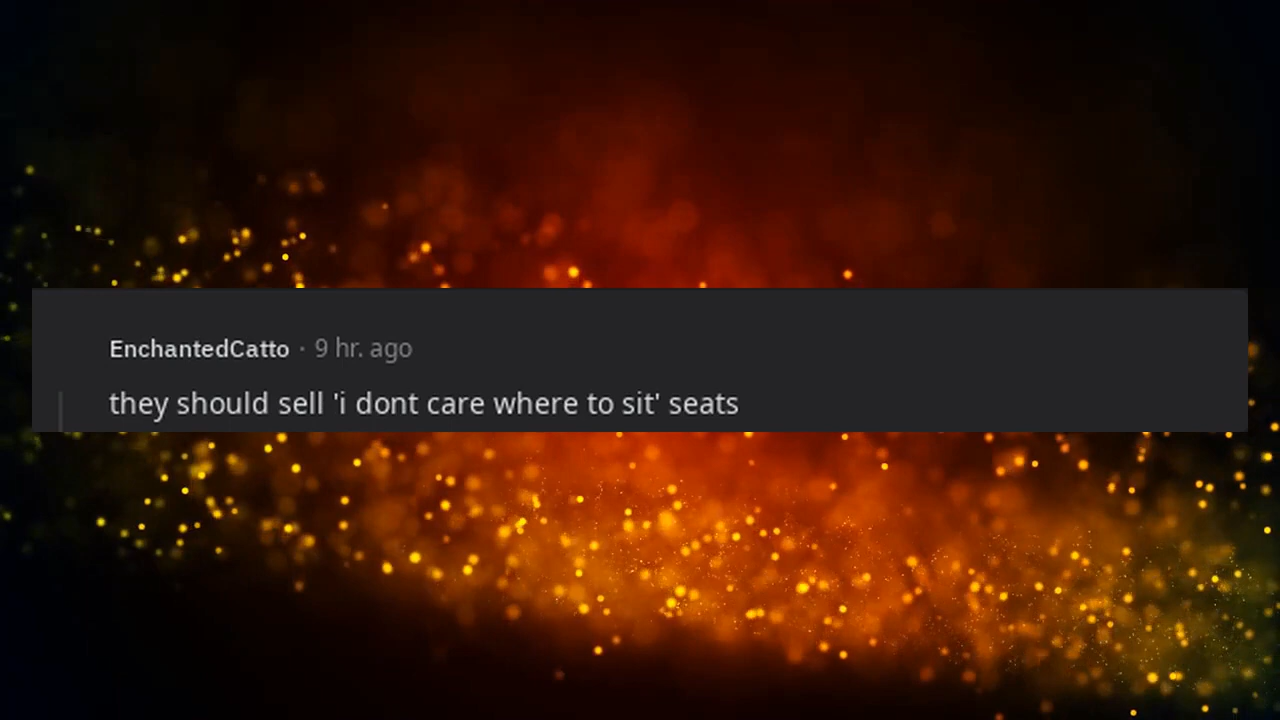 EnchantedCatto · 9 hr. ago
they should sell 'i dont care where to sit' seats